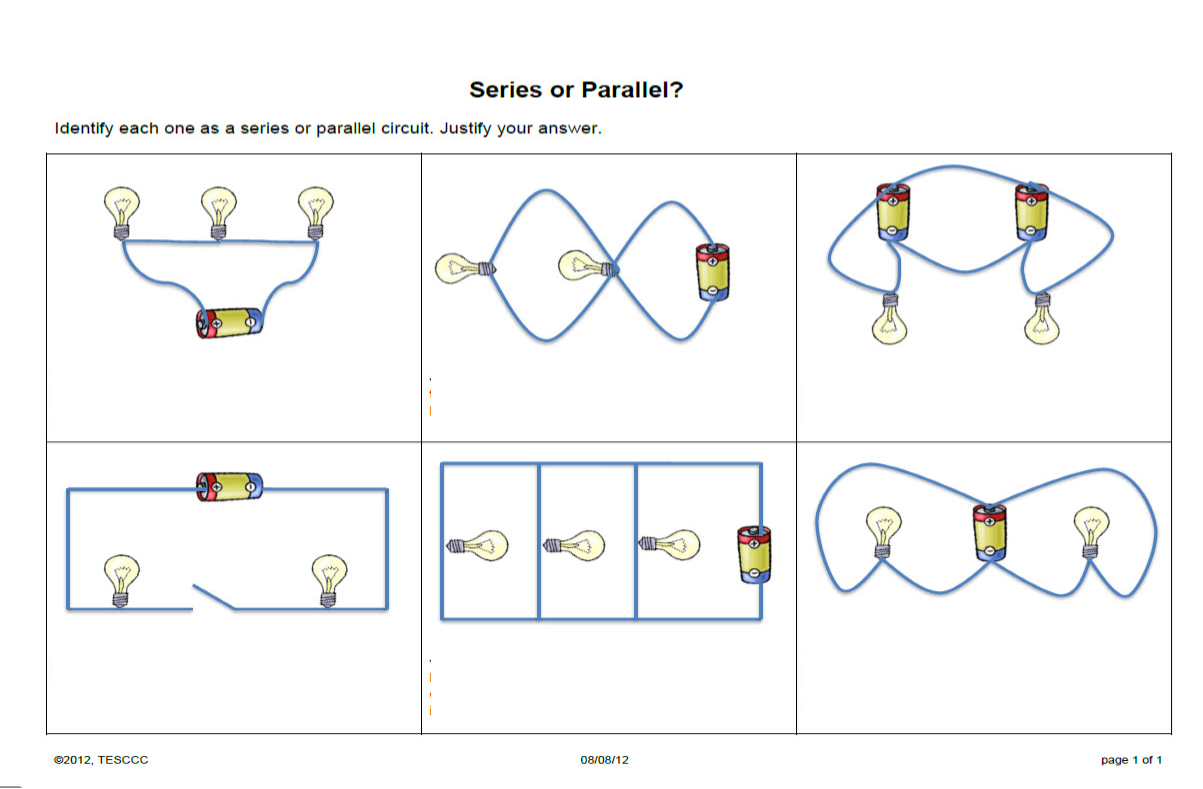 Series or Parallel?
Identify each one as a series or parallel circuit. Justify your answer.
©2012, TESCCC
08/08/12
page 1 of 1